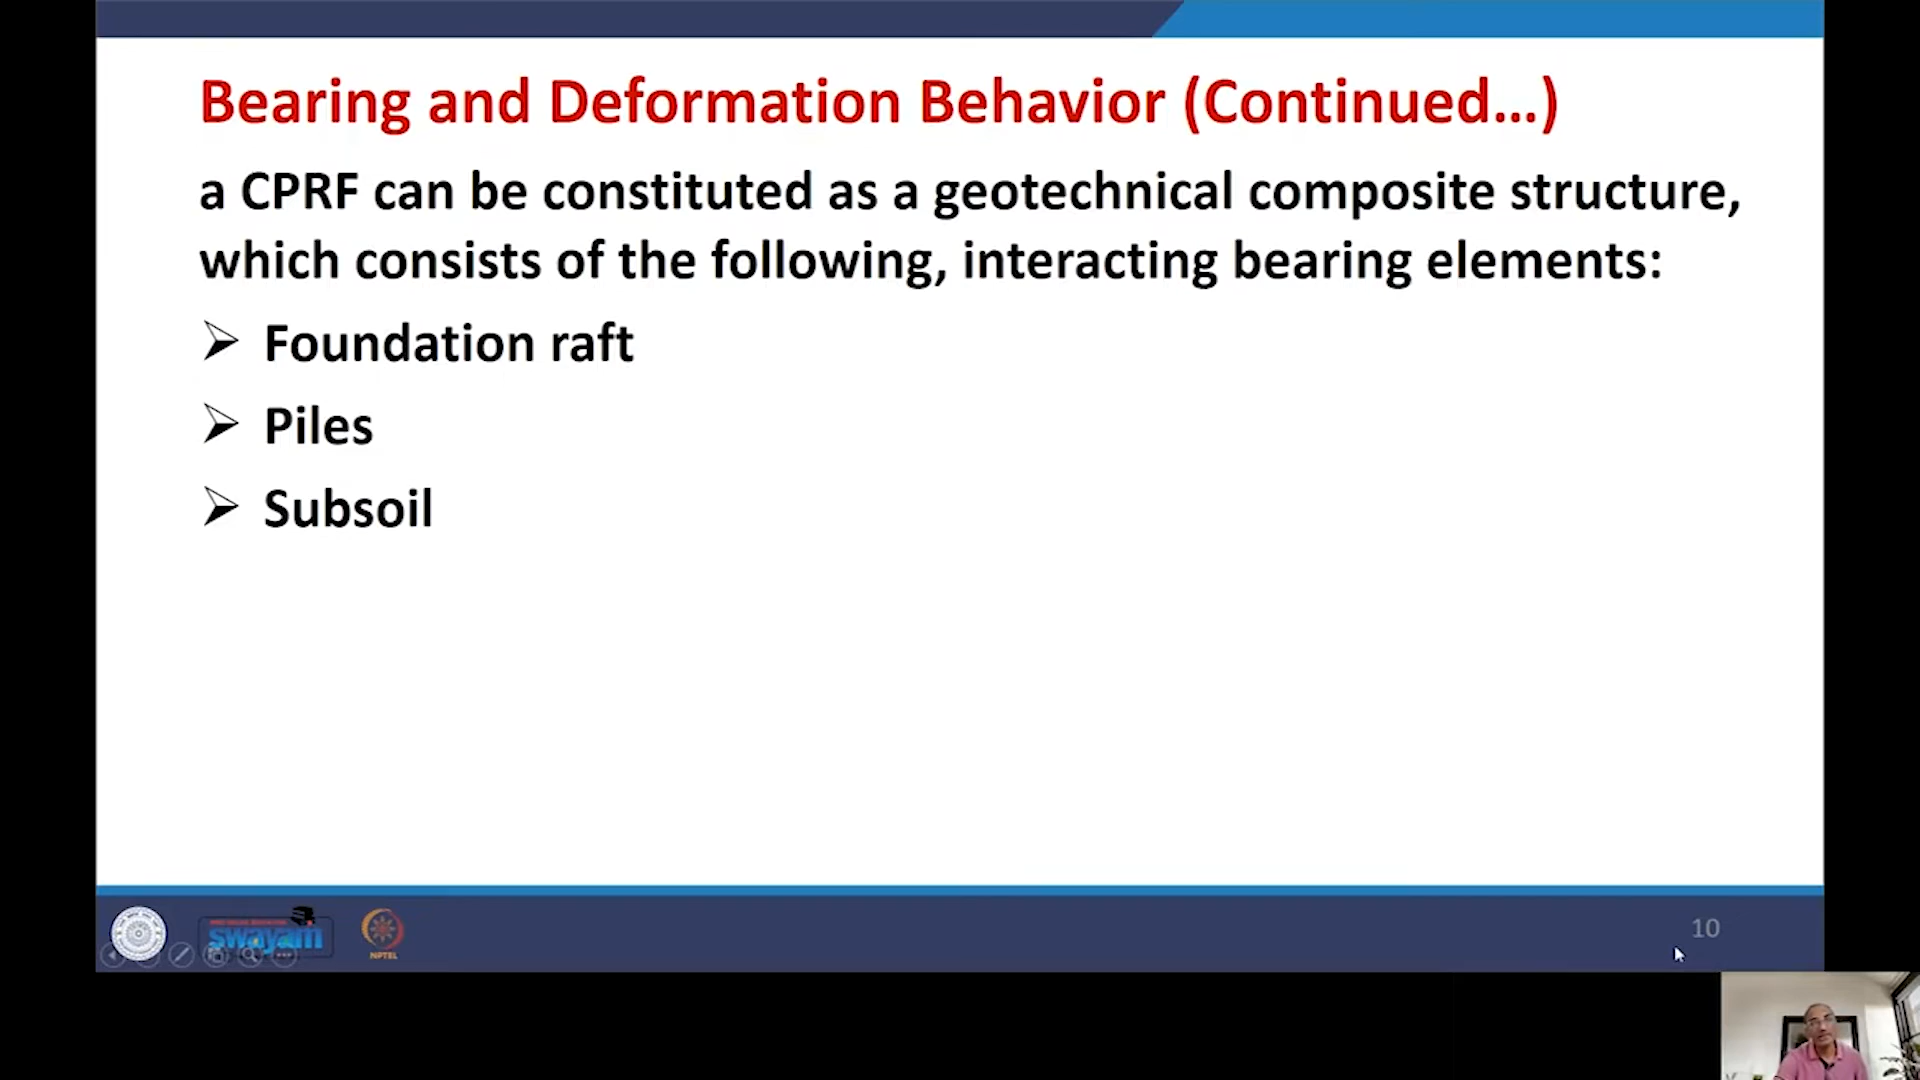 Bearing and Deformation Behavior (Continued...)
a CPRF can be constituted as a geotechnical composite structure,
which consists of the following, interacting bearing elements:
Foundation raft
Piles
Subsoil
swayam
NPTEL
10